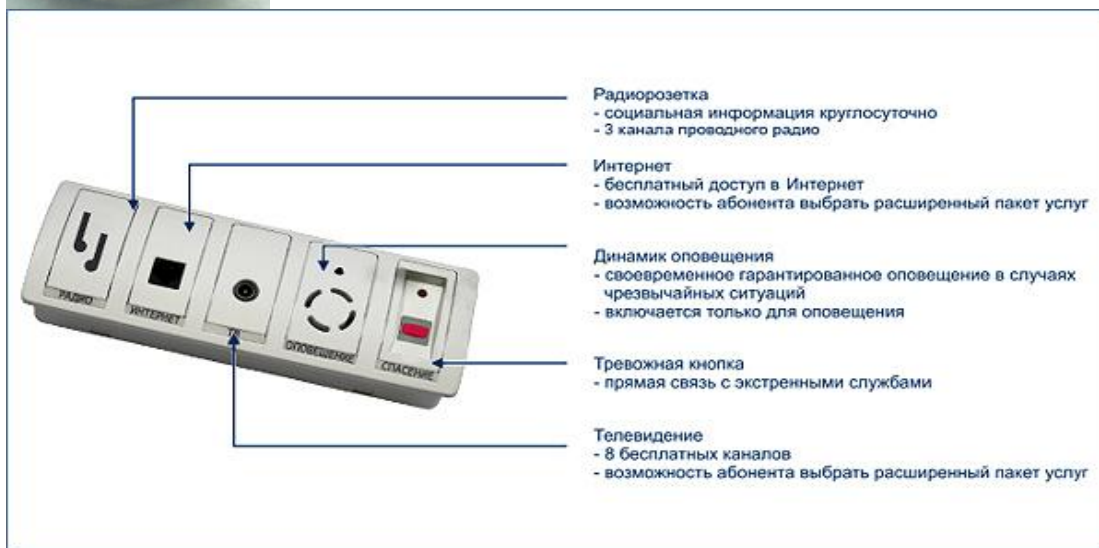 Радиорозетка
- социальная информация круглосуточно
- 3 канала проводного радио
Интернет
- бесплатный доступ в Интернет
- возможность абонента выбрать расширенный пакет услуг
Динамик оповещения
- своевременное гарантированное оповещение в случаях
чрезвычайных ситуаций
- включается только для оповещения
Тревожная кнопка
- прямая связь с экстренными службами
Телевидение
- 8 бесплатных каналов
- возможность абонента выбрать расширенный пакет услуг
РАДИО
ИНТЕРНЕТ
ОПОВЕЩЕНИЕ
СПАСЕНИЕ